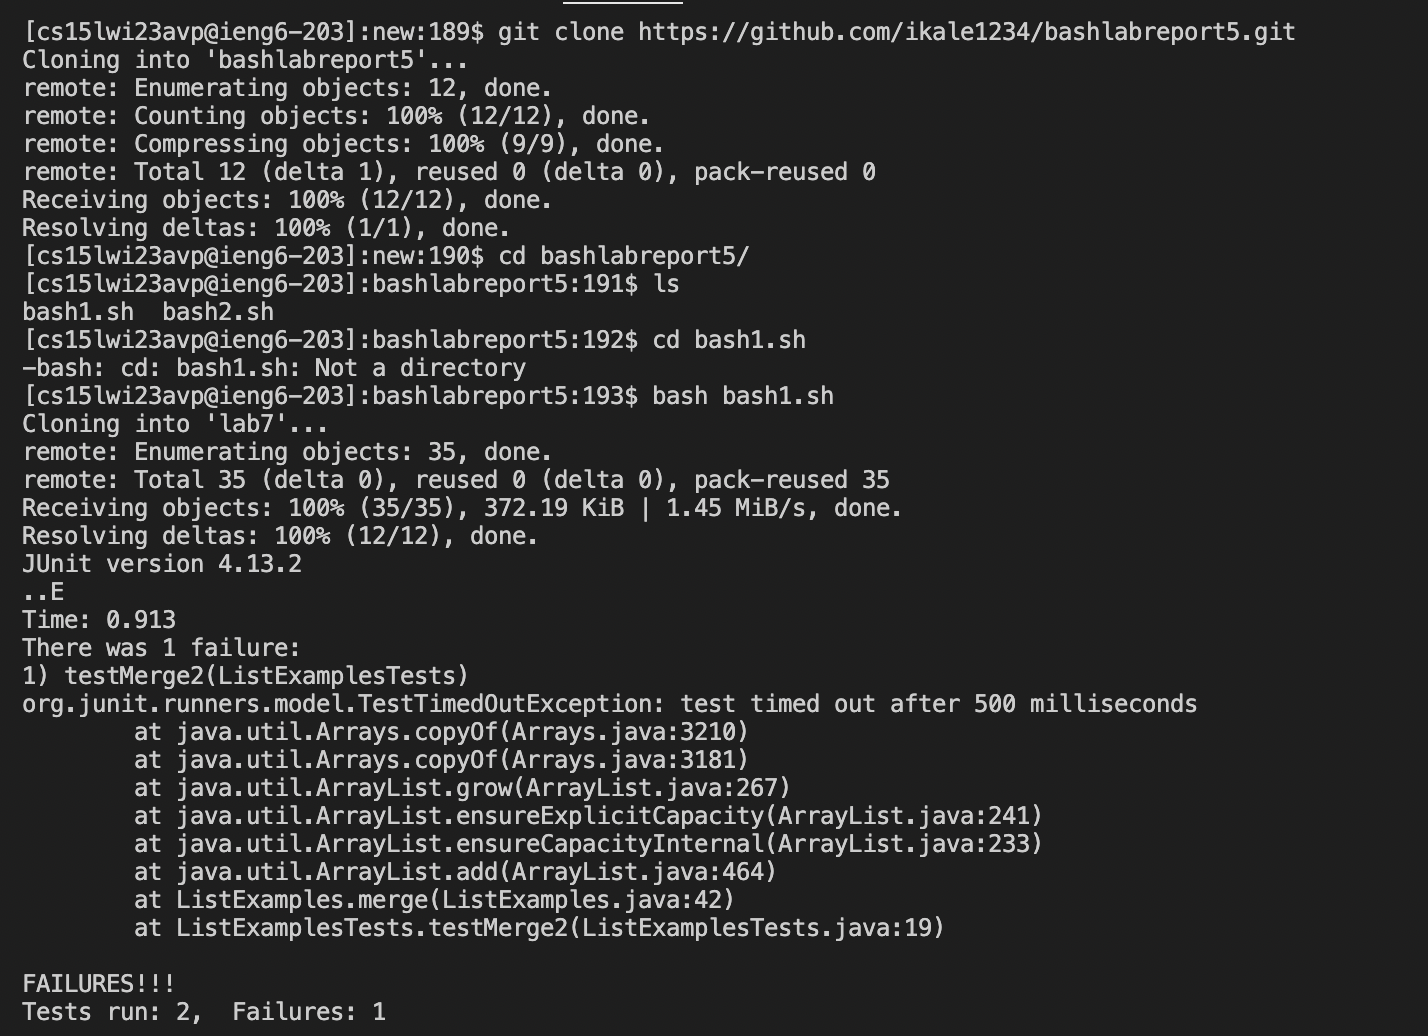 [cs15lwi23avp@ieng6-203]:new:189$ git clone https://github.com/ikale1234/bashlabreport5.git
Cloning into 'bashlabreport5'...
remote: Enumerating objects: 12, done.
remote: Counting objects: 100% (12/12), done.
remote: Compressing objects: 100% (9/9), done.
remote: Total 12 (delta 1), reused 0 (delta 0), pack-reused 0
Receiving objects: 100% (12/12), done.
Resolving deltas: 100% (1/1), done.
[cs15lwi23avp@ieng6-203]:new:190$ cd bashlabreport5/
[cs15lwi23avp@ieng6-203]:bashlabreport5:191$ ls
bash1.sh  bash2.sh
[cs15lwi23avp@ieng6-203]:bashlabreport5:192$ cd bash1.sh
-bash: cd: bash1.sh: Not a directory
[cs15lwi23avp@ieng6-203]:bashlabreport5:193$ bash bash1.sh
Cloning into 'lab7'...
remote: Enumerating objects: 35, done.
remote: Total 35 (delta 0), reused 0 (delta 0), pack-reused 35
Receiving objects: 100% (35/35), 372.19 KiB | 1.45 MiB/s, done.
Resolving deltas: 100% (12/12), done.
JUnit version 4.13.2
..E
Time: 0.913
There was 1 failure:
1) testMerge2(ListExamplesTests)
org.junit.runners.model.TestTimedOutException: test timed out after 500 milliseconds
        at java.util.Arrays.copyOf(Arrays.java:3210)
        at java.util.Arrays.copyOf(Arrays.java:3181)
        at java.util.ArrayList.grow(ArrayList.java:267)
        at java.util.ArrayList.ensureExplicitCapacity(ArrayList.java:241)
        at java.util.ArrayList.ensureCapacityInternal(ArrayList.java:233)
        at java.util.ArrayList.add(ArrayList.java:464)
        at ListExamples.merge(ListExamples.java:42)
        at ListExamplesTests.testMerge2(ListExamplesTests.java:19)

FAILURES!!!
Tests run: 2,  Failures: 1